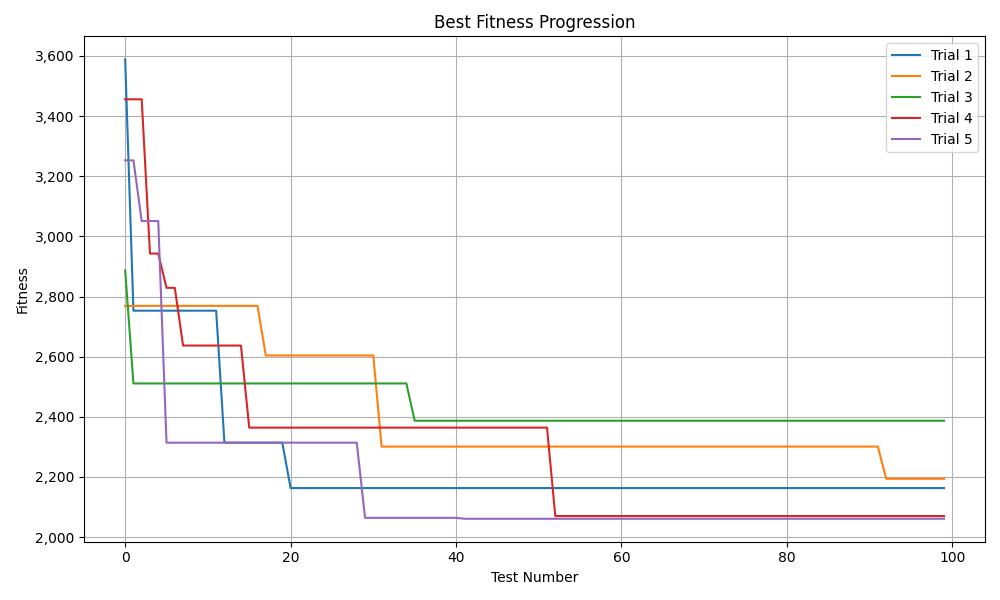 Best Fitness Progression
3,600
3,400
3,200
3,000
2,800
2,600
2,400
2,200
2,000
Fitness
0
20
40
60
80
100
Test Number
Trial 1
Trial 2
Trial 3
Trial 4
Trial 5